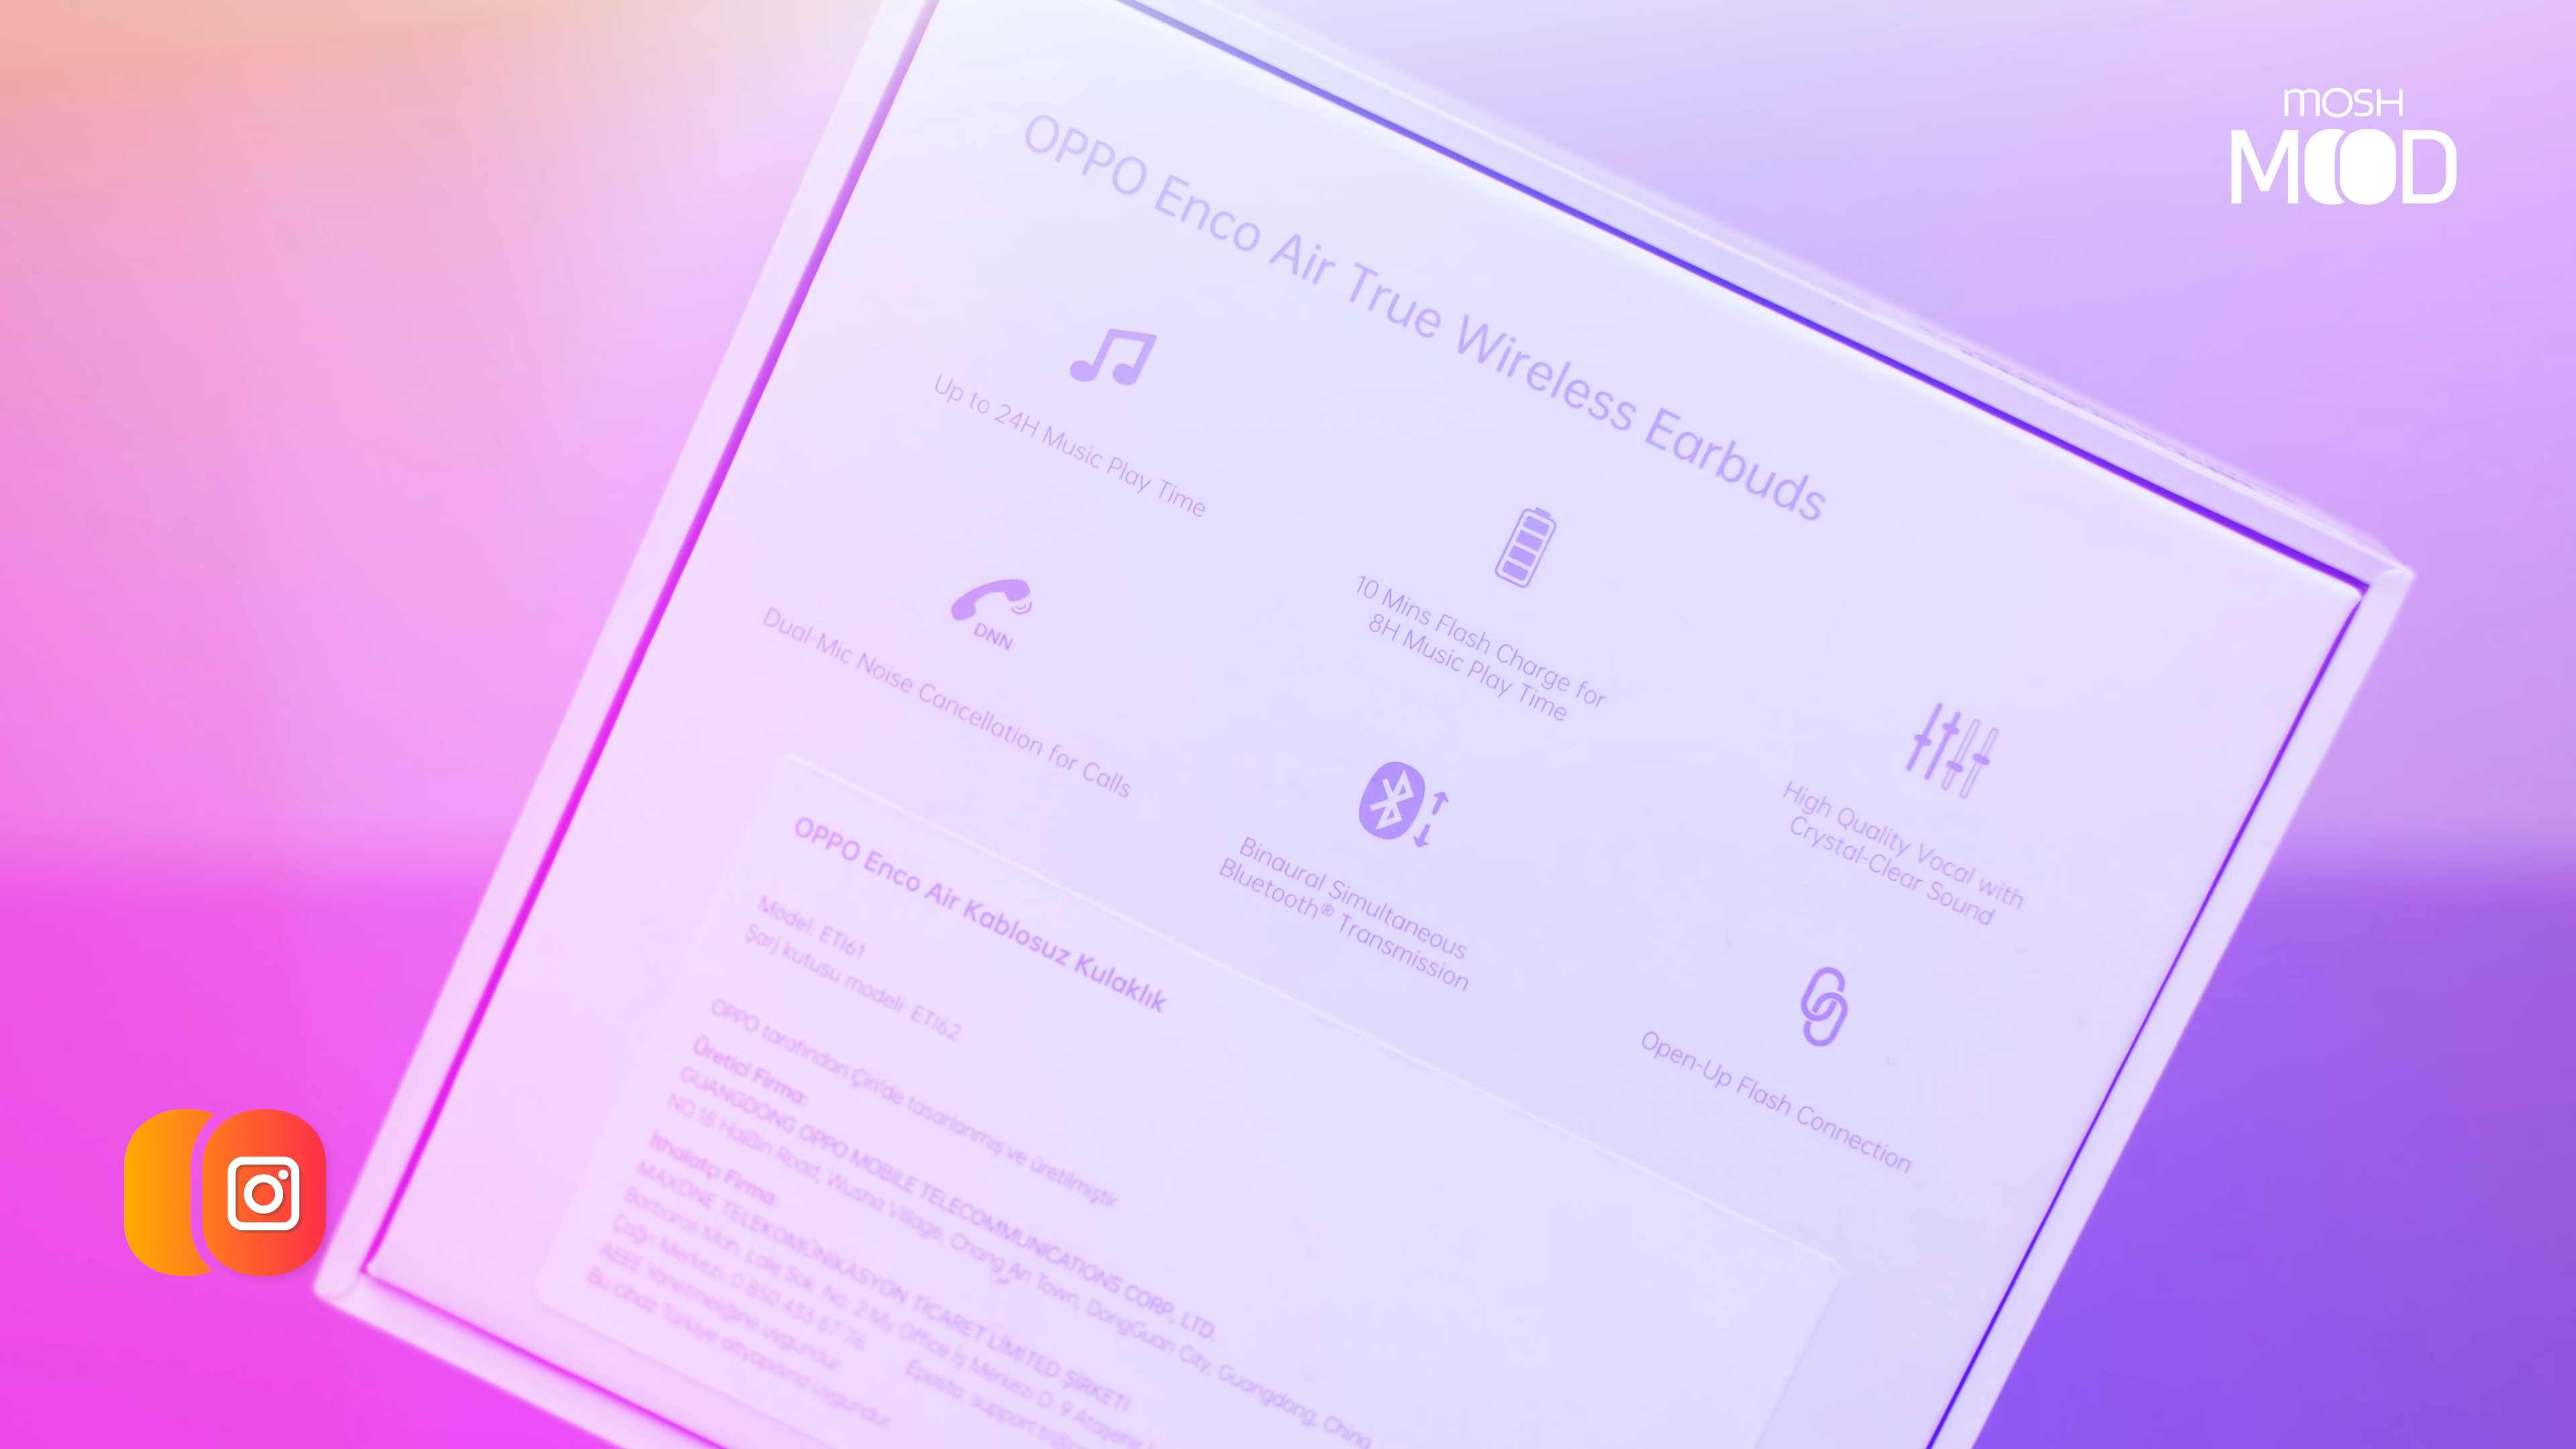 mosh
MOOD
OPPO Enco Air True Wireless Earbuds
Up to 24H Music Play Time
10 Mins Flash Charge for
8H Music Play Time
High Quality Vocal with
Crystal-Clear Sound
DNN
Dual-Mic Noise Cancellation for Calls
Binaural Simultaneous
Bluetooth® Transmission
Open-Up Flash Connection
OPPO Enco Air Kablosuz Kulaklık
Model: ETI61
Şarj kutusu modeli: ETI62
OPPO tarafından Çin'de tasarlanmış ve üretilmiştir.
Üretici Firma:
GUANGDONG OPPO MOBILE TELECOMMUNICATIONS CORP., LTD.
NO.18 HaiBin Road, Wusha Village, Chang An Town, DongGuan City, Guangdong, China
İthalatçı Firma:
MAXONE TELEKOMÜNİKASYON TİCARET LİMİTED ŞİRKETİ
Barbaros Mah. Lale Sok. No: 2 My Office İş Merkezi D: 9 Ataşehir
Çağrı Merkezi: 0 850 433 67 76 Eposta:
AEEE Yönetmeliğine uygundur.
Bu cihaz Türkiye altyapısına uygundur.